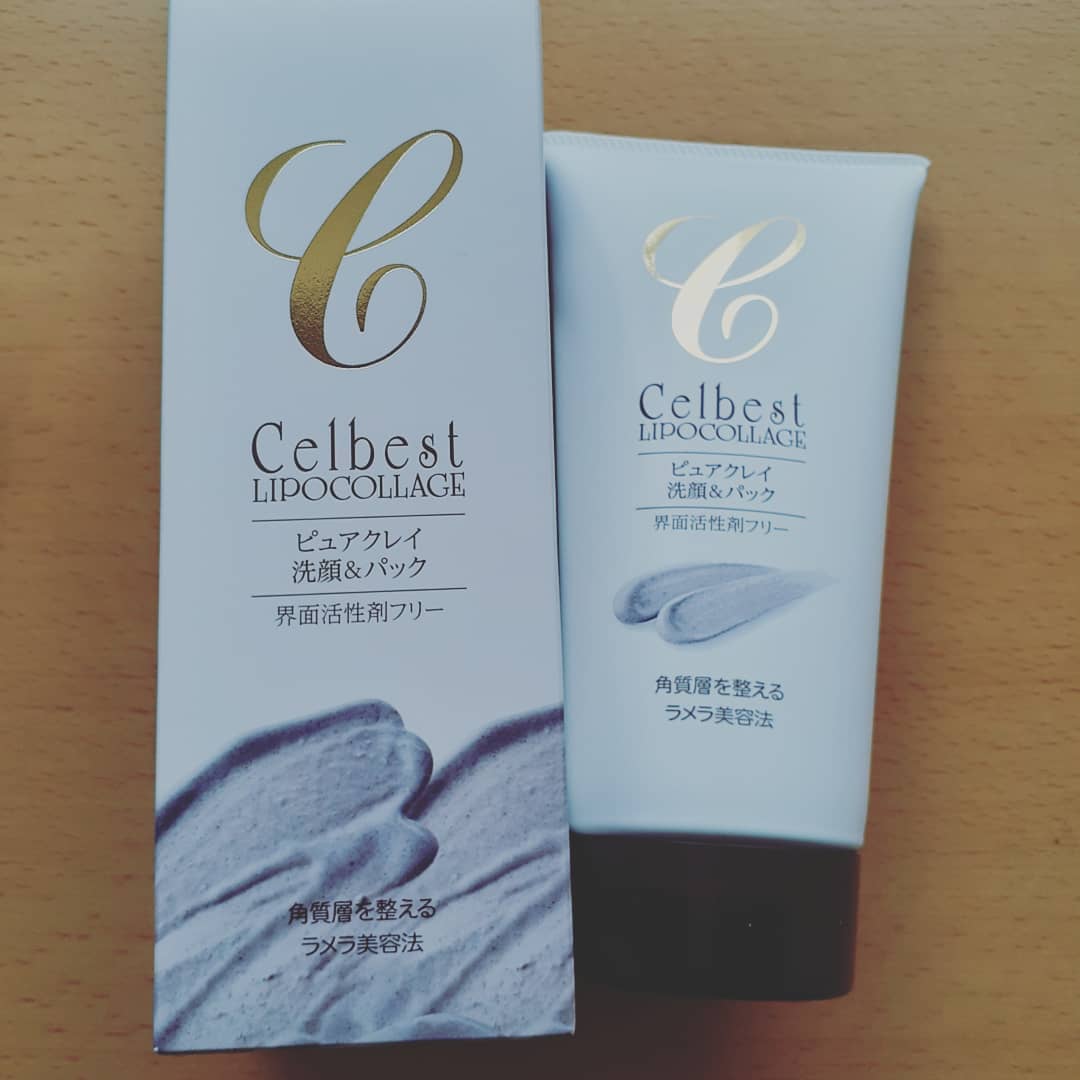 C
Celbest
LIPOCOLLAGE
ピュアクレイ
洗顔&パック
界面活性剤フリー
角質層を整える
ラメラ美容法
C
Celbest
LIPOCOLLAGE
ピュアクレイ
洗顔&パック
界面活性剤フリー
角質層を整える
ラメラ美容法